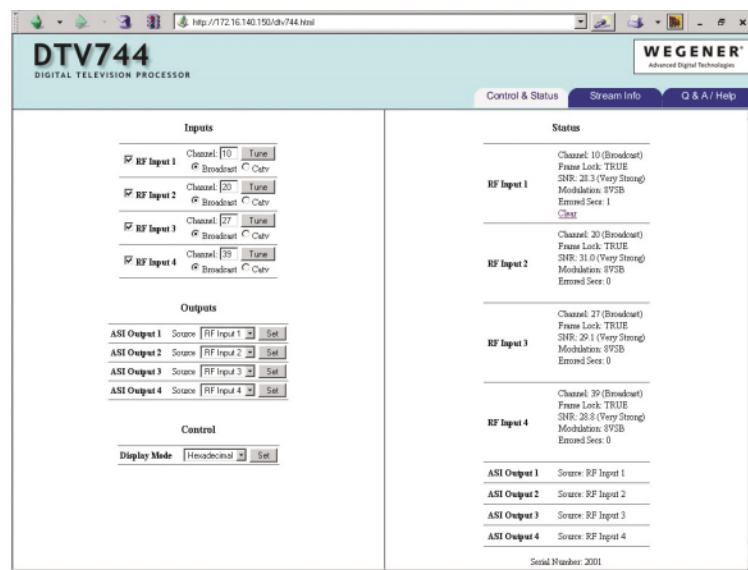 http://172.16.140.150/dtv744.html
DTV744
DIGITAL TELEVISION PROCESSOR
WEGENER
Advanced Digital Technologies
Control & Status
Stream Info
Q & A / Help
Inputs
RF Input 1
Channel: 10 Tune
Broadcast Catv
RF Input 2
Channel: 20 Tune
Broadcast Catv
RF Input 3
Channel: 27 Tune
Broadcast Catv
RF Input 4
Channel: 39 Tune
Broadcast Catv
Outputs
ASI Output 1 Source RF Input 1 Set
ASI Output 2 Source RF Input 2 Set
ASI Output 3 Source RF Input 3 Set
ASI Output 4 Source RF Input 4 Set
Control
Display Mode Hexadecimal Set
Status
RF Input 1
Channel: 10 (Broadcast)
Frame Lock: TRUE
SNR: 28.3 (Very Strong)
Modulation: 8VSB
Errored Secs: 1
Clear
RF Input 2
Channel: 20 (Broadcast)
Frame Lock: TRUE
SNR: 31.0 (Very Strong)
Modulation: 8VSB
Errored Secs: 0
RF Input 3
Channel: 27 (Broadcast)
Frame Lock: TRUE
SNR: 29.1 (Very Strong)
Modulation: 8VSB
Errored Secs: 0
RF Input 4
Channel: 39 (Broadcast)
Frame Lock: TRUE
SNR: 28.8 (Very Strong)
Modulation: 8VSB
Errored Secs: 0
ASI Output 1 Source: RF Input 1
ASI Output 2 Source: RF Input 2
ASI Output 3 Source: RF Input 3
ASI Output 4 Source: RF Input 4
Serial Number: 2001